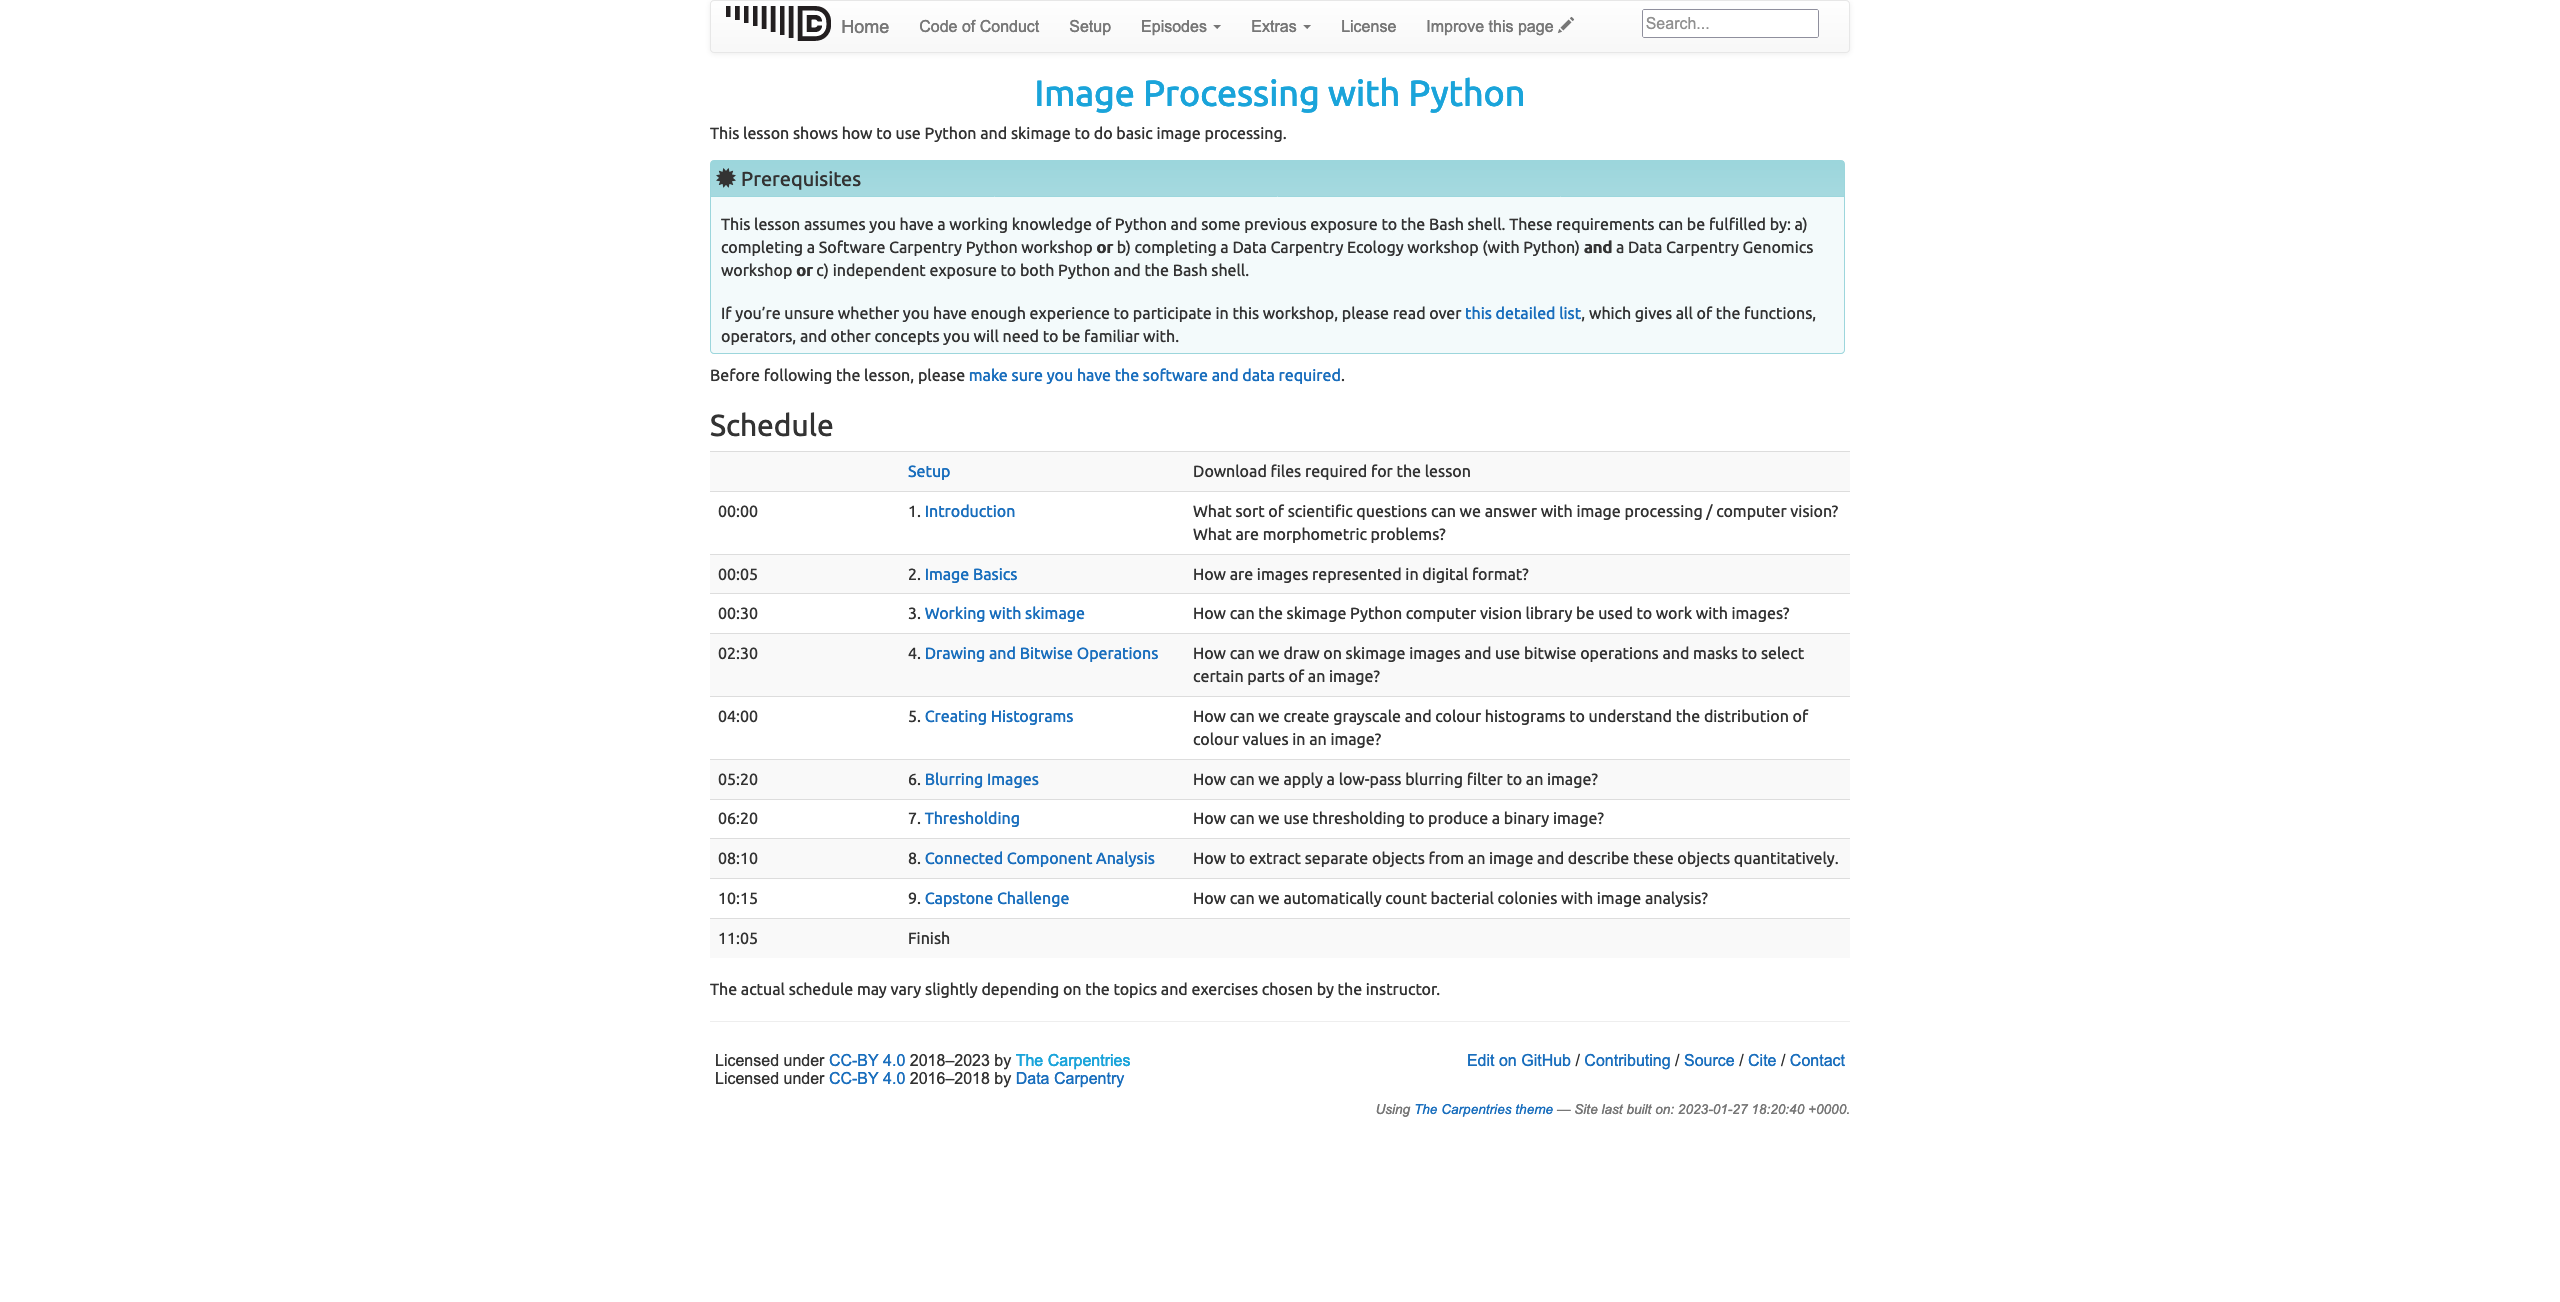 Home Code of Conduct Setup Episodes Extras License Improve this page Search...
Image Processing with Python
This lesson shows how to use Python and skimage to do basic image processing.
Prerequisites
This lesson assumes you have a working knowledge of Python and some previous exposure to the Bash shell. These requirements can be fulfilled by: a)
completing a Software Carpentry Python workshop or b) completing a Data Carpentry Ecology workshop (with Python) and a Data Carpentry Genomics
workshop or c) independent exposure to both Python and the Bash shell.
If you’re unsure whether you have enough experience to participate in this workshop, please read over this detailed list, which gives all of the functions,
operators, and other concepts you will need to be familiar with.
Before following the lesson, please make sure you have the software and data required.
Schedule
Setup Download files required for the lesson
00:00 1. Introduction What sort of scientific questions can we answer with image processing / computer vision?
What are morphometric problems?
00:05 2. Image Basics How are images represented in digital format?
00:30 3. Working with skimage How can the skimage Python computer vision library be used to work with images?
02:30 4. Drawing and Bitwise Operations How can we draw on skimage images and use bitwise operations and masks to select
certain parts of an image?
04:00 5. Creating Histograms How can we create grayscale and colour histograms to understand the distribution of
colour values in an image?
05:20 6. Blurring Images How can we apply a low-pass blurring filter to an image?
06:20 7. Thresholding How can we use thresholding to produce a binary image?
08:10 8. Connected Component Analysis How to extract separate objects from an image and describe these objects quantitatively.
10:15 9. Capstone Challenge How can we automatically count bacterial colonies with image analysis?
11:05 Finish
The actual schedule may vary slightly depending on the topics and exercises chosen by the instructor.
Licensed under CC-BY 4.0 2018–2023 by The Carpentries Edit on GitHub / Contributing / Source / Cite / Contact
Licensed under CC-BY 4.0 2016–2018 by Data Carpentry
Using The Carpentries theme — Site last built on: 2023-01-27 18:20:40 +0000.